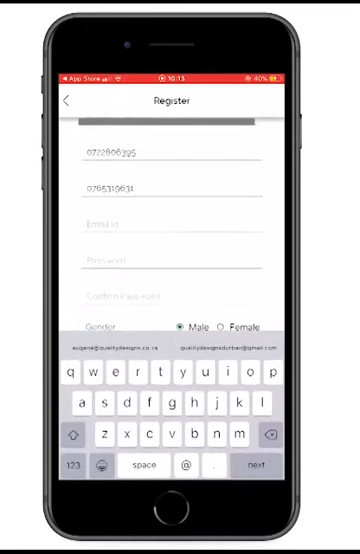 App Store 10:13 40%
Register
0722806395
0765319631
Email id
Password
Confirm Password
Gender Male Female
eugene@qualitydesigns.co.za qualitydesignsdurban@gmail.com
q w e r t y u i o p
a s d f g h j k l
z x c v b n m
123 space @ . next